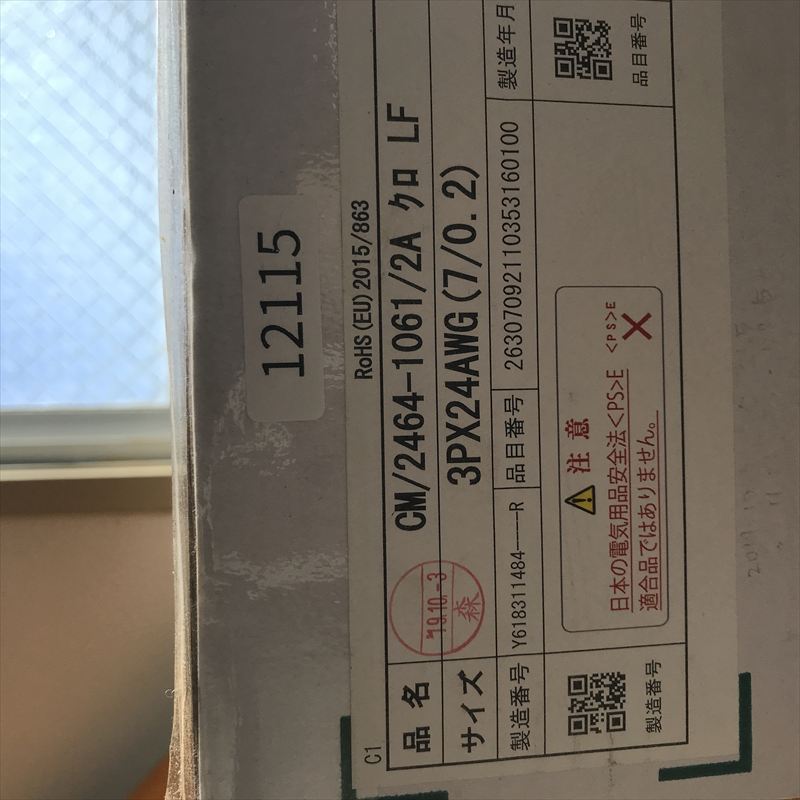 12115
RoHS(EU)2015/863
C1
品名 CM/2464-1061/2A クロ LF
'19.10.-3
森
サイズ 3PX24AWG(7/0.2)
製造番号 Y618311484----R 品目番号 26307092110353160100 製造年月
注意
日本の電気用品安全法<PS>E <PS>E
適合品ではありません。
製造番号
品目番号